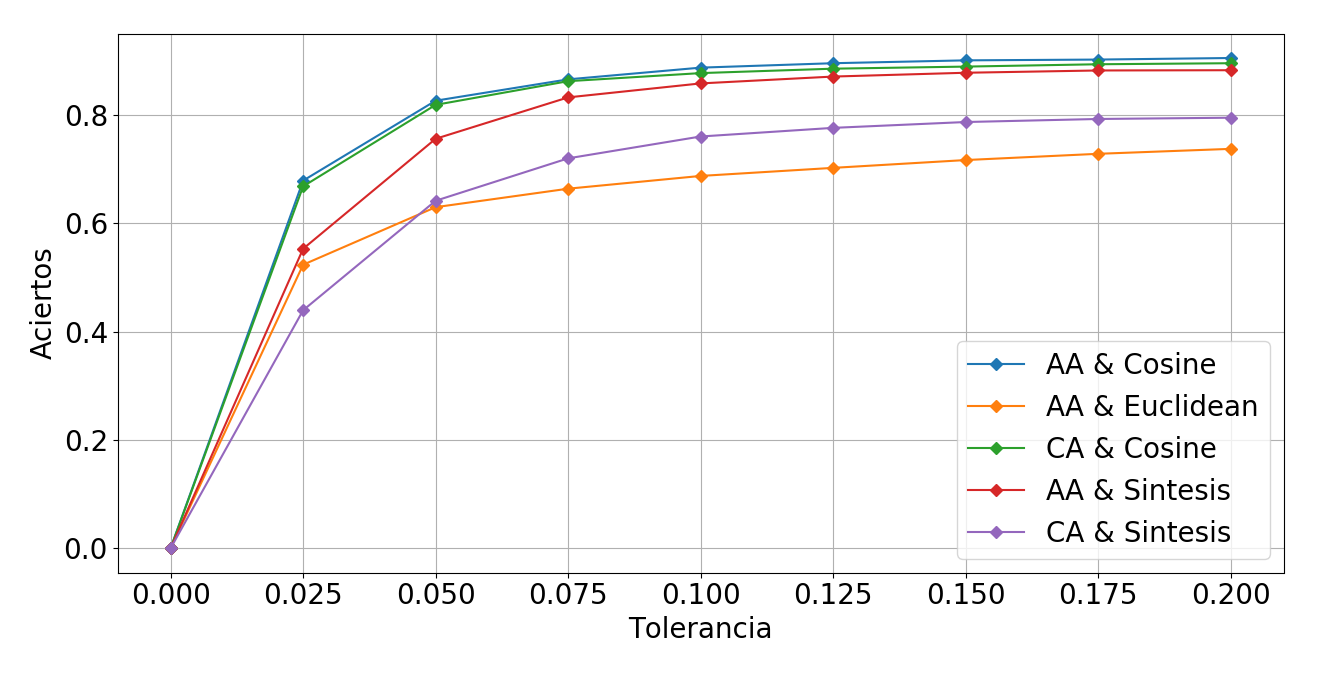 0.8
0.6
0.4
0.2
0.0
Aciertos
0.000 0.025 0.050 0.075 0.100 0.125 0.150 0.175 0.200
Tolerancia
AA & Cosine
AA & Euclidean
CA & Cosine
AA & Sintesis
CA & Sintesis